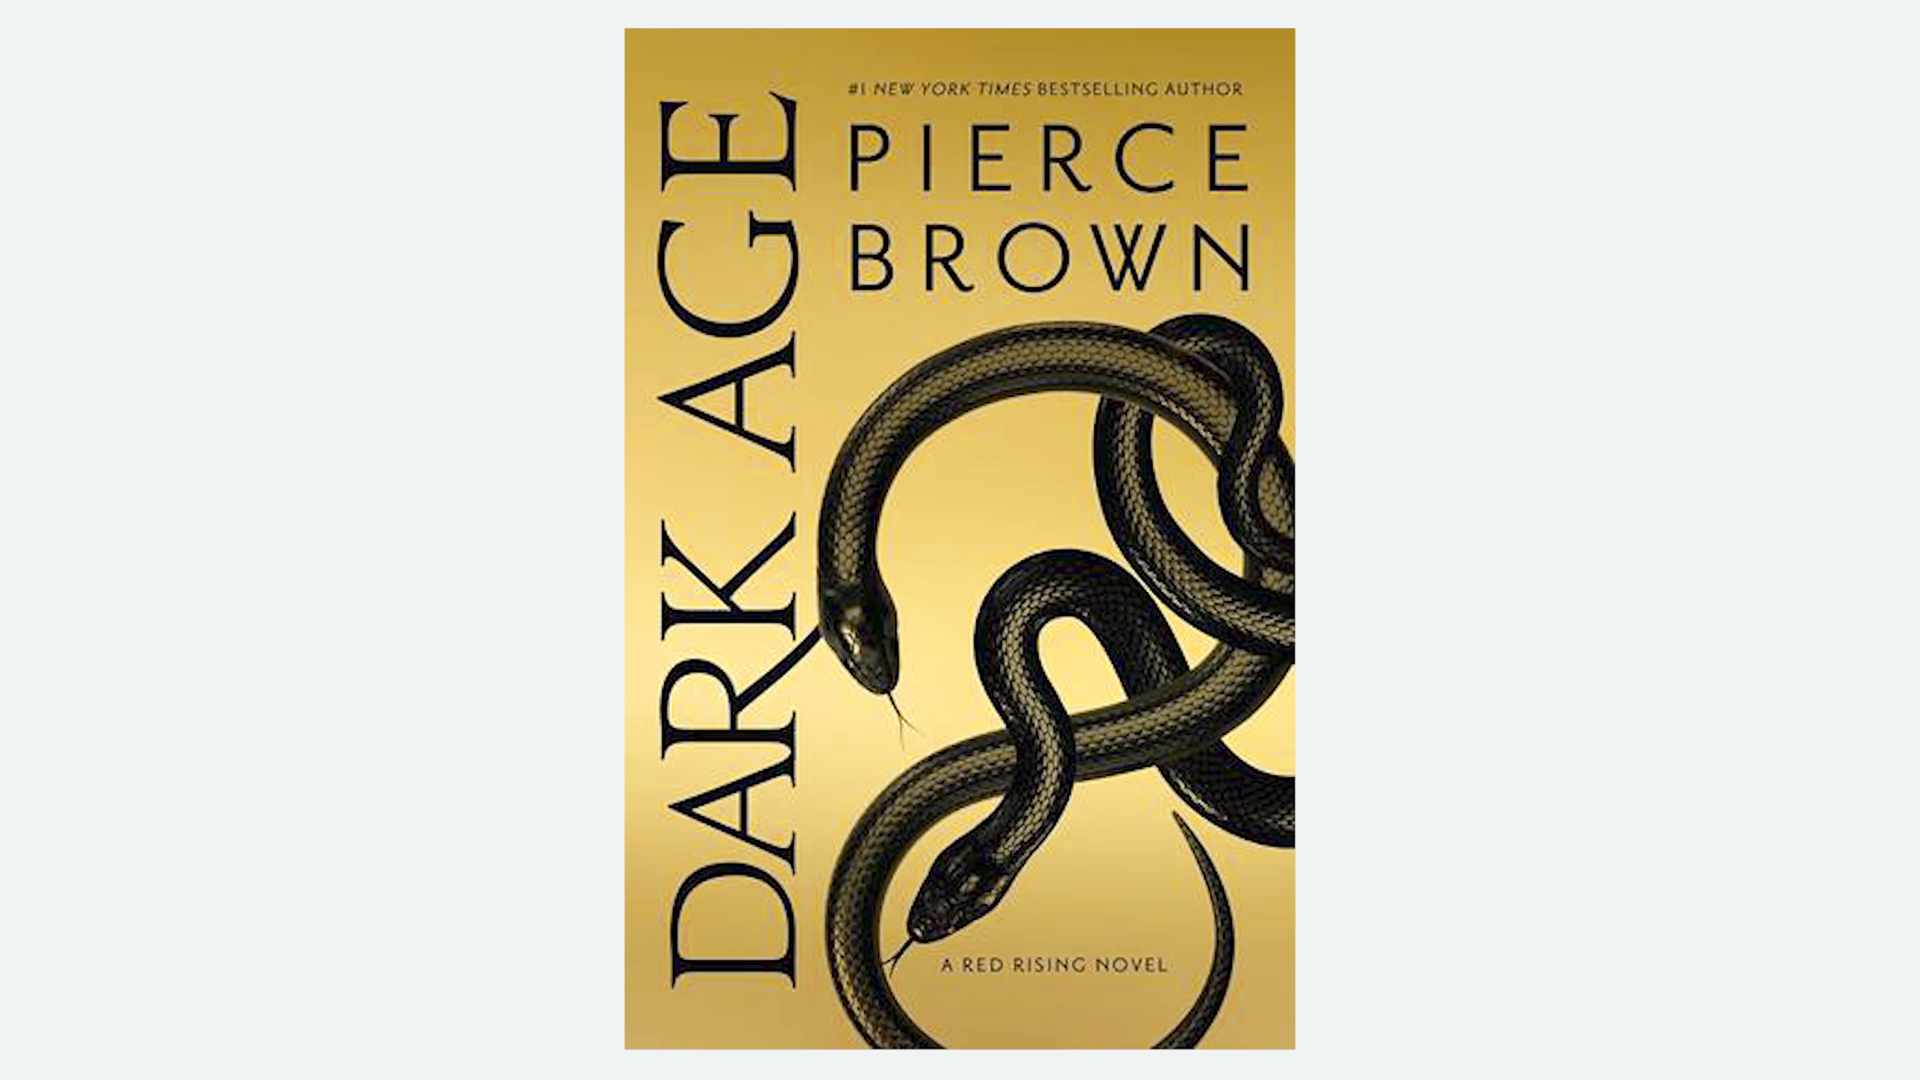 DARK AGE
#1 NEW YORK TIMES BESTSELLING AUTHOR
PIERCE
BROWN
A RED RISING NOVEL